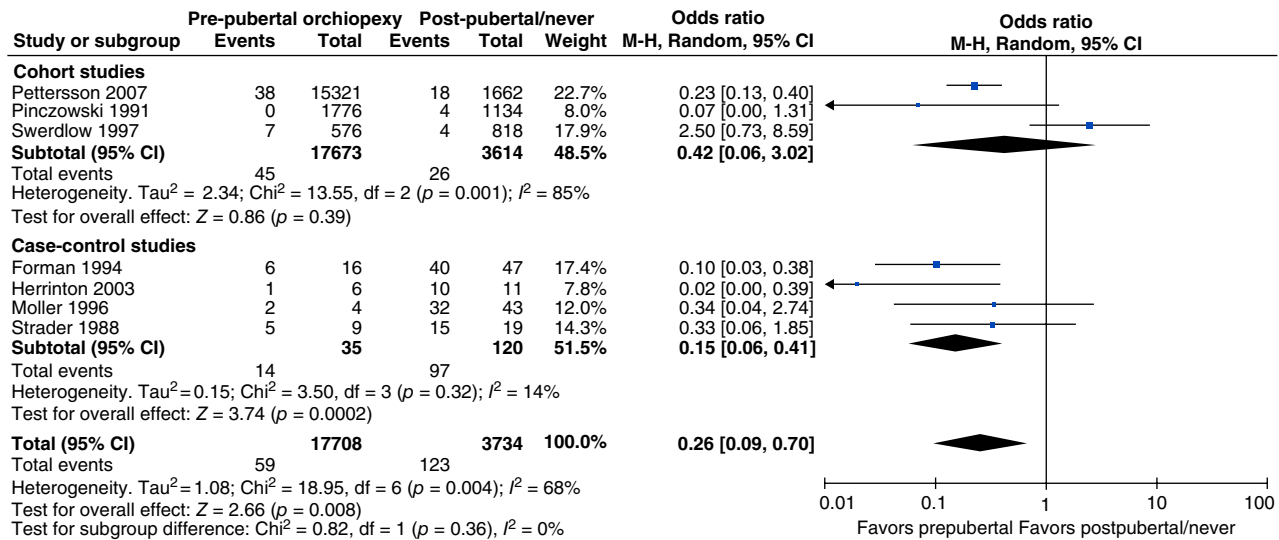 Pre-pubertal orchiopexy Post-pubertal/never Odds ratio Odds ratio
Study or subgroup Events Total Events Total Weight M-H, Random, 95% CI M-H, Random, 95% CI
Cohort studies
Pettersson 2007 38 15321 18 1662 22.7% 0.23 [0.13, 0.40]
Pinczowski 1991 0 1776 4 1134 8.0% 0.07 [0.00, 1.31]
Swerdlow 1997 7 576 4 818 17.9% 2.50 [0.73, 8.59]
Subtotal (95% CI) 17673 3614 48.5% 0.42 [0.06, 3.02]
Total events 45 26
Heterogeneity. Tau² = 2.34; Chi² = 13.55, df = 2 (p = 0.001); I² = 85%
Test for overall effect: Z = 0.86 (p = 0.39)
Case-control studies
Forman 1994 6 16 40 47 17.4% 0.10 [0.03, 0.38]
Herrinton 2003 1 6 10 11 7.8% 0.02 [0.00, 0.39]
Moller 1996 2 4 32 43 12.0% 0.34 [0.04, 2.74]
Strader 1988 5 9 15 19 14.3% 0.33 [0.06, 1.85]
Subtotal (95% CI) 35 120 51.5% 0.15 [0.06, 0.41]
Total events 14 97
Heterogeneity. Tau²=0.15; Chi² = 3.50, df = 3 (p = 0.32); I² = 14%
Test for overall effect: Z = 3.74 (p = 0.0002)
Total (95% CI) 17708 3734 100.0% 0.26 [0.09, 0.70]
Total events 59 123
Heterogeneity. Tau²=1.08; Chi² = 18.95, df = 6 (p = 0.004); I² = 68%
Test for overall effect: Z = 2.66 (p = 0.008)
Test for subgroup difference: Chi² = 0.82, df = 1 (p = 0.36), I² = 0%
0.01 0.1 1 10 100
Favors prepubertal Favors postpubertal/never